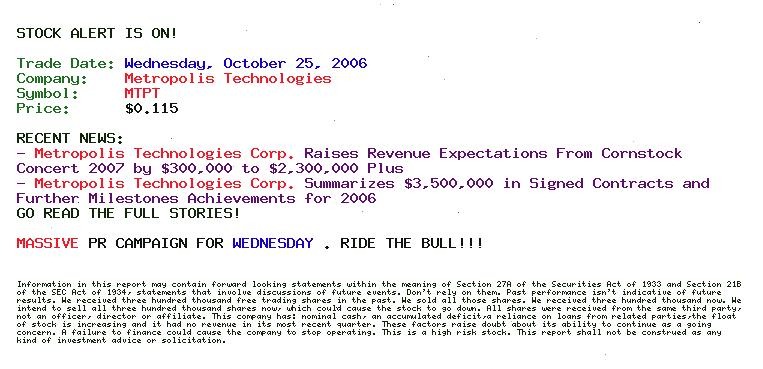 STOCK ALERT IS ON!
Trade Date: Wednesday, October 25, 2006
Company: Metropolis Technologies
Symbol: MTPT
Price: $0.115
RECENT NEWS:
- Metropolis Technologies Corp. Raises Revenue Expectations From Cornstock
Concert 2007 by $300,000 to $2,300,000 Plus
- Metropolis Technologies Corp. Summarizes $3,500,000 in Signed Contracts and
Further Milestones Achievements for 2006
GO READ THE FULL STORIES!
MASSIVE PR CAMPAIGN FOR WEDNESDAY . RIDE THE BULL!!!
Information in this report may contain forward looking statements within the meaning of Section 27A of the Securities Act of 1933 and Section 21B
of the SEC Act of 1934; statements that involve discussions of future events. Don't rely on them. Past performance isn't indicative of future
results. We received three hundred thousand free trading shares in the past. We sold all those shares. We received three hundred thousand now. We
intend to sell all three hundred thousand shares now; which could cause the stock to go down. All shares were received from the same third party;
not an officer; director or affiliate. This company has: nominal cash; an accumulated deficit;a reliance on loans from related parties;the float
of stock is increasing and it had no revenue in its most recent quarter. These factors raise doubt about its ability to continue as a going
concern. A failure to finance could cause the company to stop operating. This is a high risk stock. This report shall not be construed as any
kind of investment advice or solicitation.